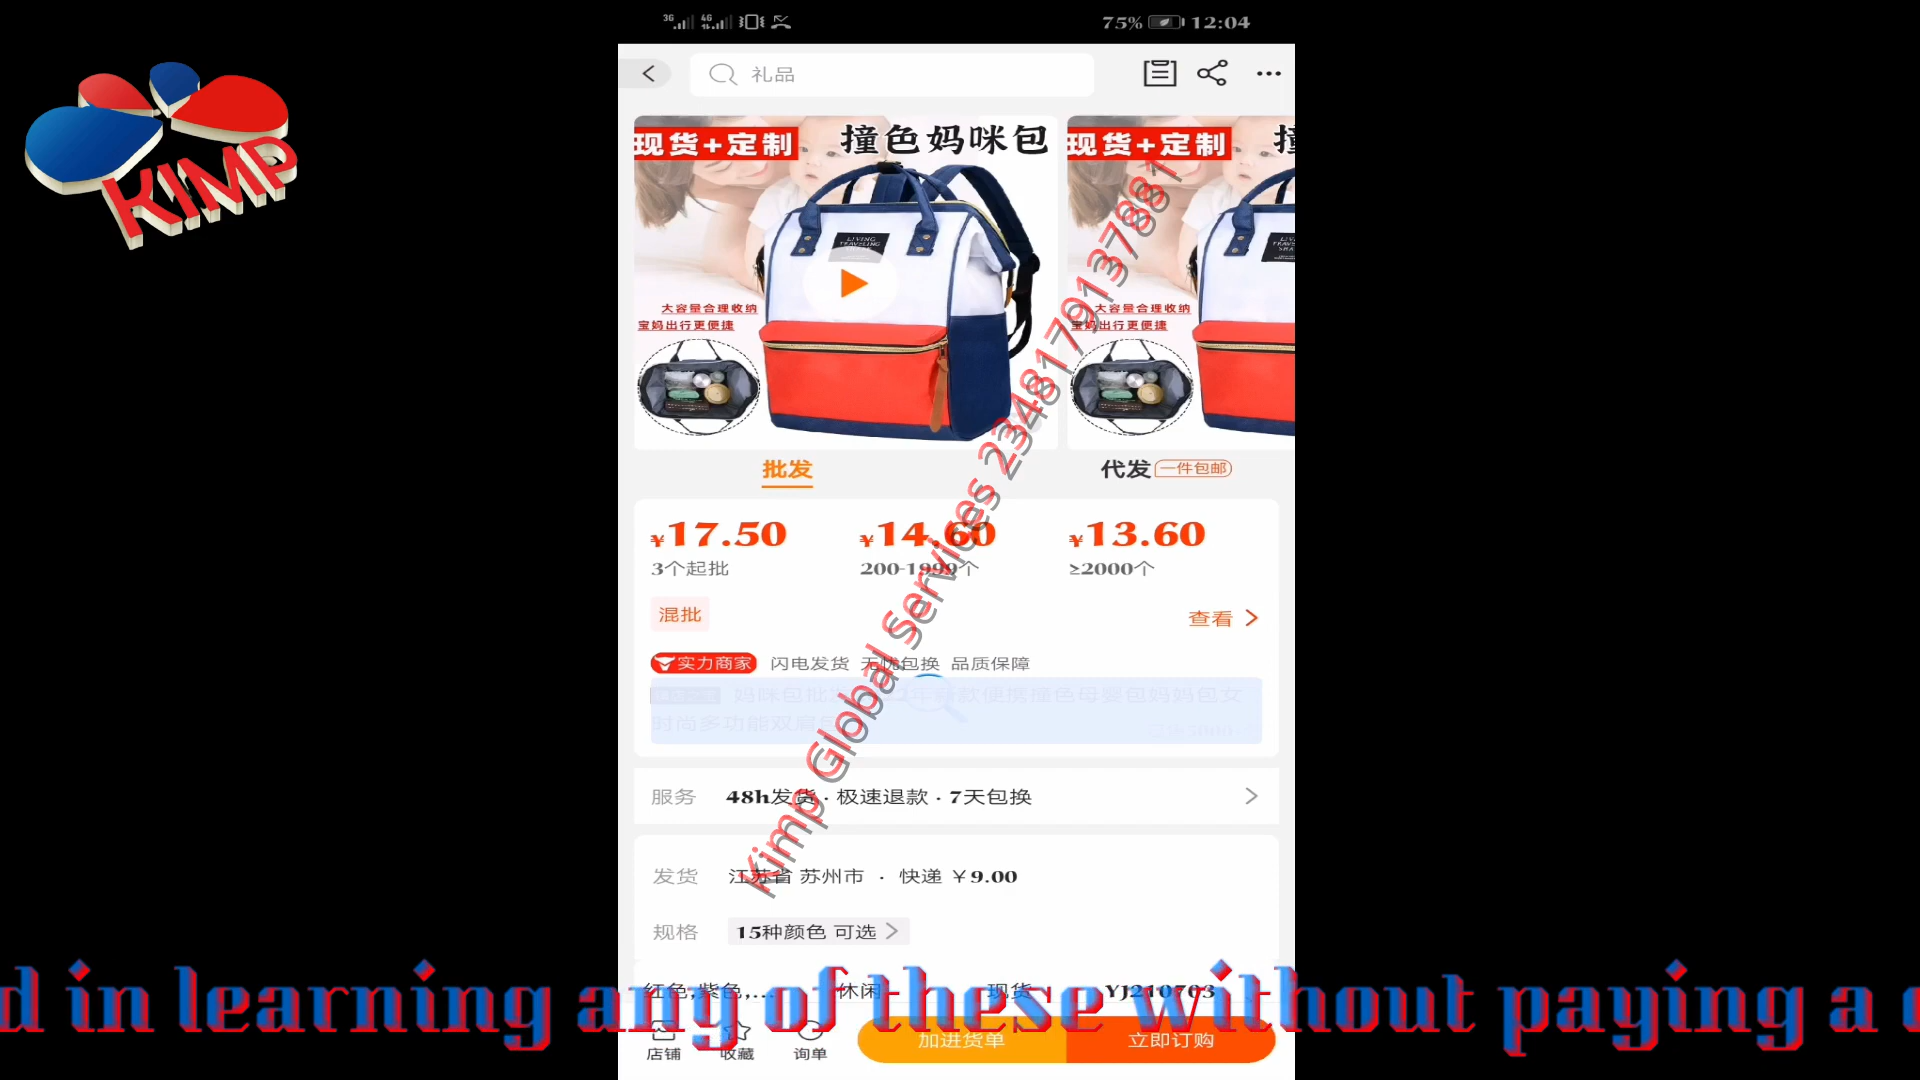 3G 4G 75% 12:04
KIMP
礼品
现货+定制 撞色妈咪包
现货+定制 撞
LIVING
TRAVELING
大容量合理收纳
宝妈出行更便捷
大容量合理收纳
宝妈出行更便捷
批发 代发 一件包邮
¥17.50 ¥14.60 ¥13.60
3个起批 200-1999个 ≥2000个
混批 查看
实力商家 闪电发货 无忧包换 品质保障
妈咪包批 款便携撞色母婴包妈妈包女
时尚多功能双肩
服务 48h发货 · 极速退款 · 7天包换
发货 江苏省 苏州市 · 快递 ¥9.00
规格 15种颜色 可选
红色,紫色,... 休闲 现货 YJ210703
d in learning any of these without paying a
店铺 收藏 询单 加进货单 立即订购
Kimp Global Services 2348179137881